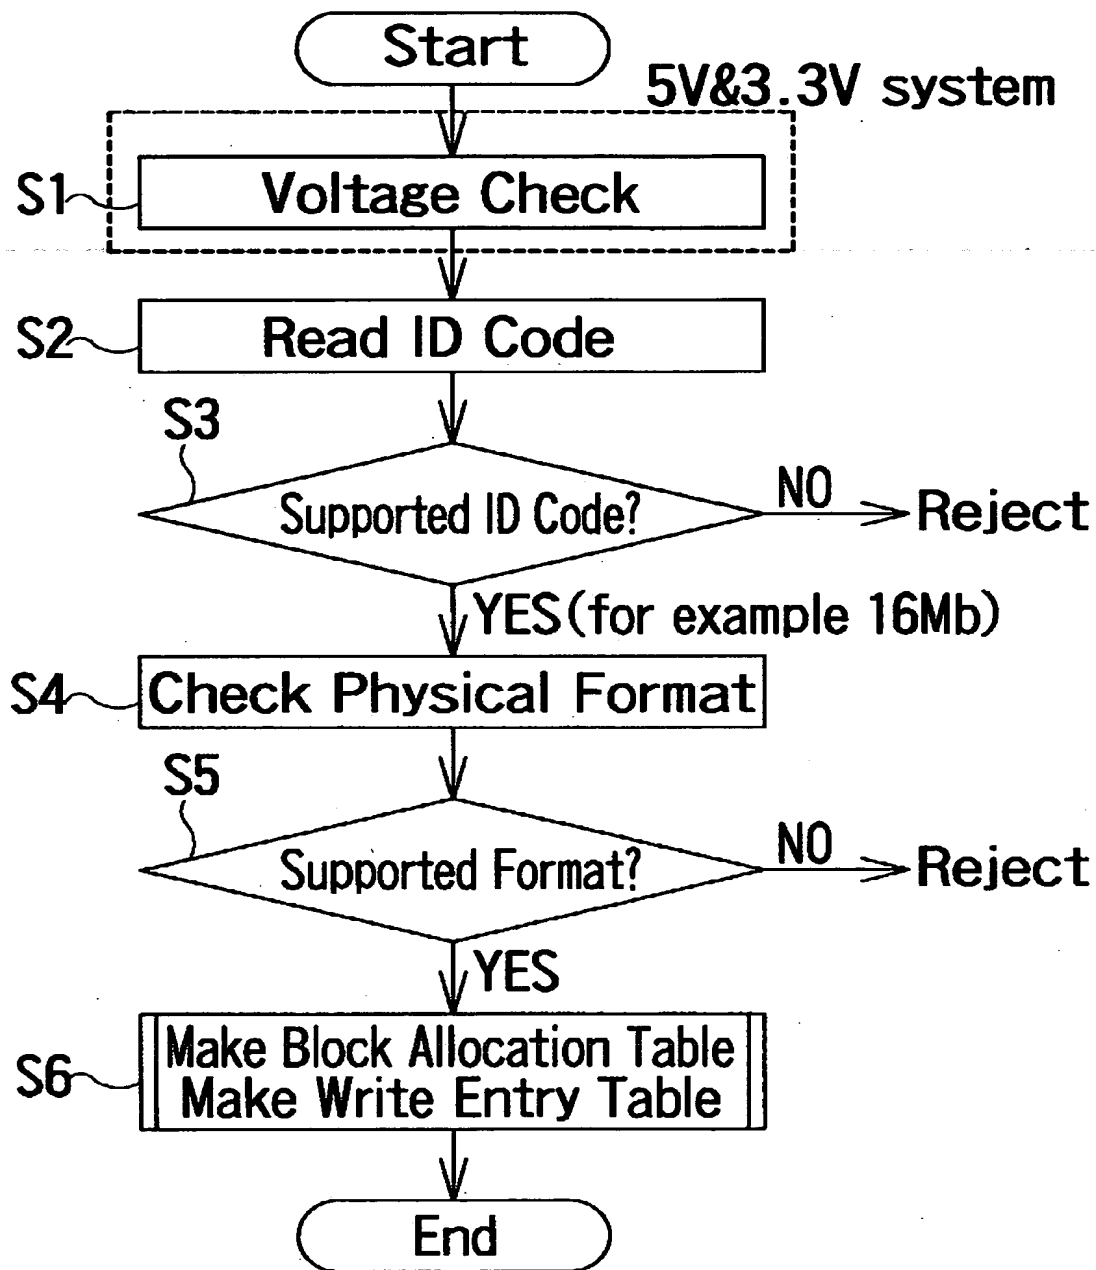 Start
5V&3.3V system
S1
Voltage Check
S2
Read ID Code
S3
Supported ID Code?
NO
Reject
YES(for example 16Mb)
S4
Check Physical Format
S5
Supported Format?
NO
Reject
YES
S6
Make Block Allocation Table
Make Write Entry Table
End